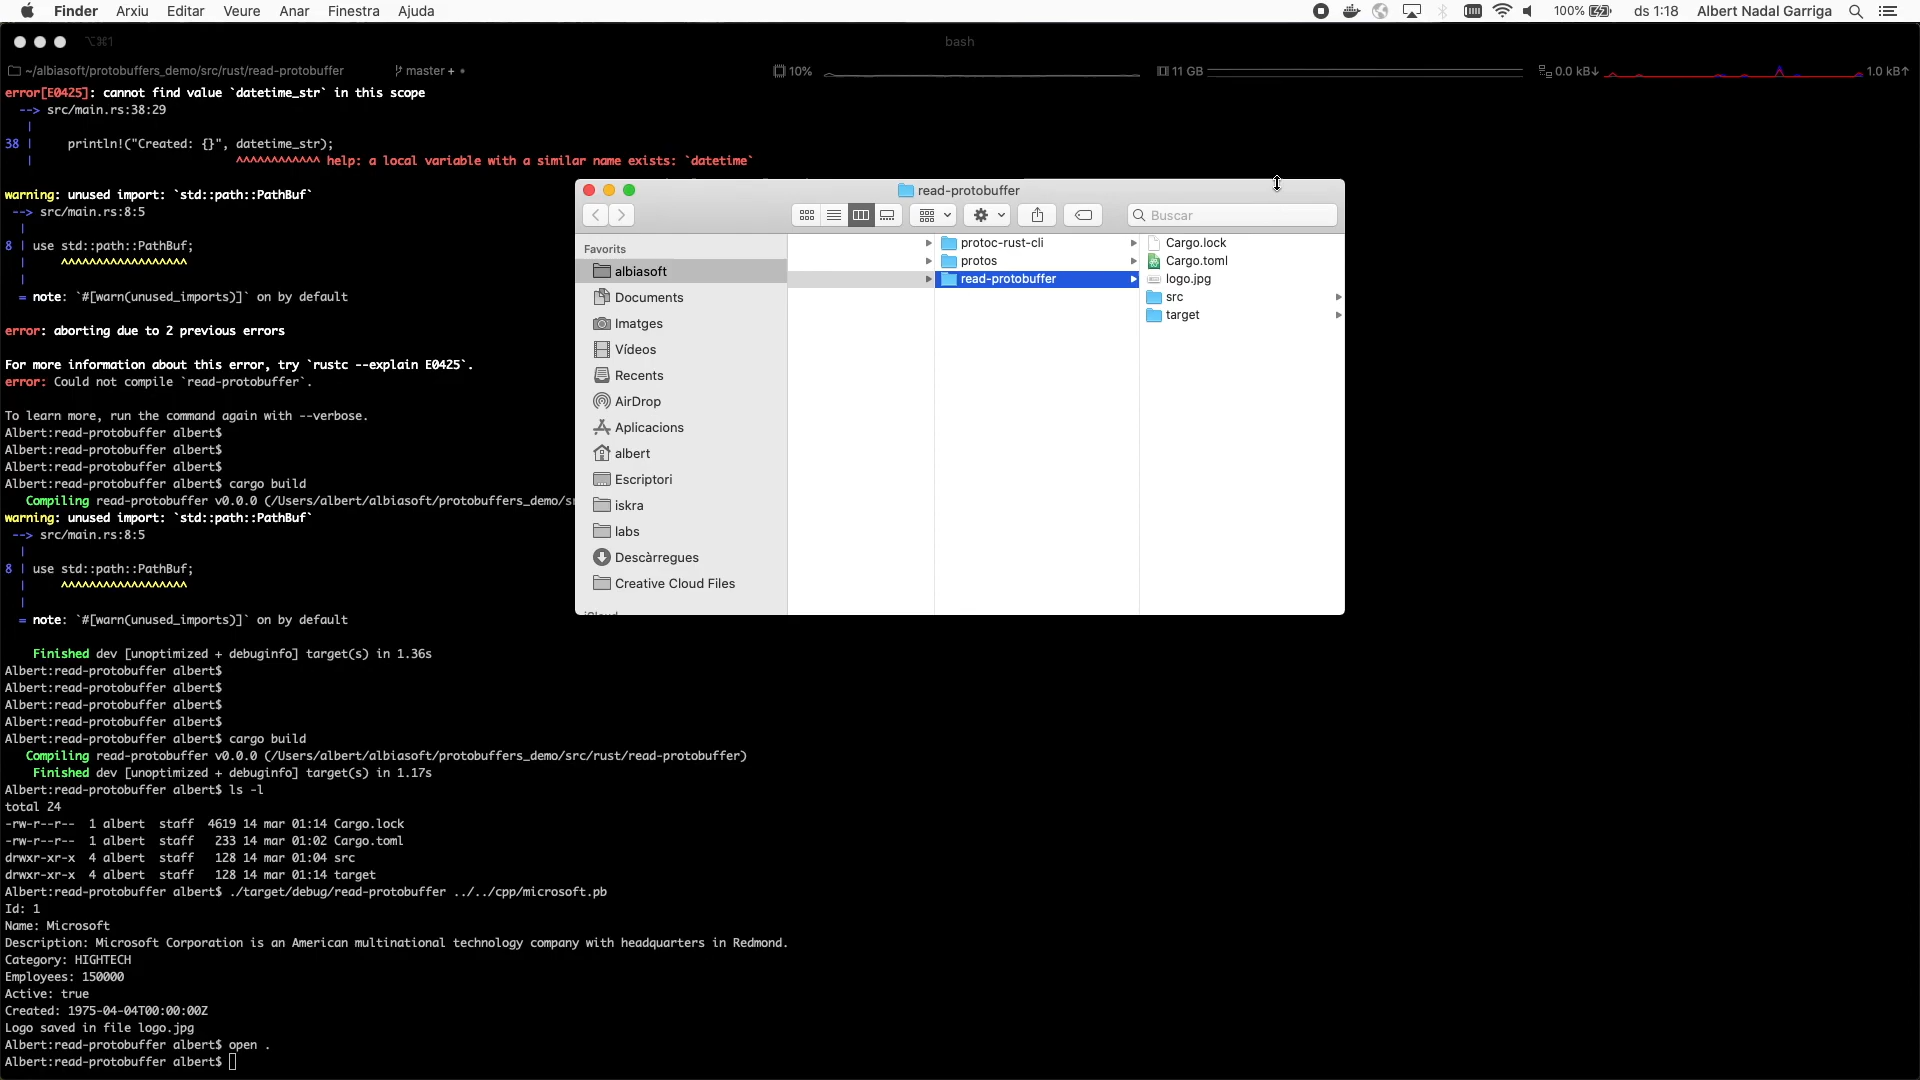 Finder Arxiu Editar Veure Anar Finestra Ajuda 100% ds 1:18 Albert Nadal Garriga
⌥⌘1 bash
~/albiasoft/protobuffers_demo/src/rust/read-protobuffer master + • 10% 11 GB 0.0 kB↓ 1.0 kB↑
error[E0425]: cannot find value `datetime_str` in this scope
--> src/main.rs:38:29
|
38 | println!("Created: {}", datetime_str);
| ^^^^^^^^^^^^ help: a local variable with a similar name exists: `datetime`
warning: unused import: `std::path::PathBuf`
--> src/main.rs:8:5
|
8 | use std::path::PathBuf;
| ^^^^^^^^^^^^^^^^^^
|
= note: `#[warn(unused_imports)]` on by default
error: aborting due to 2 previous errors
For more information about this error, try `rustc --explain E0425`.
error: Could not compile `read-protobuffer`.
To learn more, run the command again with --verbose.
Albert:read-protobuffer albert$
Albert:read-protobuffer albert$
Albert:read-protobuffer albert$
Albert:read-protobuffer albert$ cargo build
Compiling read-protobuffer v0.0.0 (/Users/albert/albiasoft/protobuffers_demo/sr
warning: unused import: `std::path::PathBuf`
--> src/main.rs:8:5
|
8 | use std::path::PathBuf;
| ^^^^^^^^^^^^^^^^^^
|
= note: `#[warn(unused_imports)]` on by default
Finished dev [unoptimized + debuginfo] target(s) in 1.36s
Albert:read-protobuffer albert$
Albert:read-protobuffer albert$
Albert:read-protobuffer albert$
Albert:read-protobuffer albert$
Albert:read-protobuffer albert$ cargo build
Compiling read-protobuffer v0.0.0 (/Users/albert/albiasoft/protobuffers_demo/src/rust/read-protobuffer)
Finished dev [unoptimized + debuginfo] target(s) in 1.17s
Albert:read-protobuffer albert$ ls -l
total 24
-rw-r--r-- 1 albert staff 4619 14 mar 01:14 Cargo.lock
-rw-r--r-- 1 albert staff 233 14 mar 01:02 Cargo.toml
drwxr-xr-x 4 albert staff 128 14 mar 01:04 src
drwxr-xr-x 4 albert staff 128 14 mar 01:14 target
Albert:read-protobuffer albert$ ./target/debug/read-protobuffer ../../cpp/microsoft.pb
Id: 1
Name: Microsoft
Description: Microsoft Corporation is an American multinational technology company with headquarters in Redmond.
Category: HIGHTECH
Employees: 150000
Active: true
Created: 1975-04-04T00:00:00Z
Logo saved in file logo.jpg
Albert:read-protobuffer albert$ open .
Albert:read-protobuffer albert$
read-protobuffer
Buscar
Favorits
albiasoft
Documents
Imatges
Vídeos
Recents
AirDrop
Aplicacions
albert
Escriptori
iskra
labs
Descàrregues
Creative Cloud Files
protoc-rust-cli
protos
read-protobuffer
Cargo.lock
Cargo.toml
logo.jpg
src
target